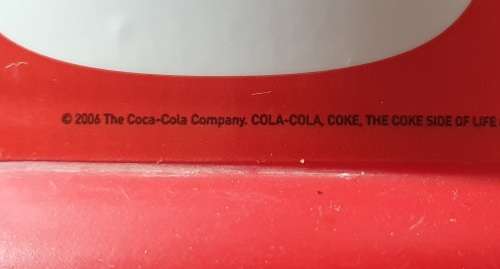 © 2006 The Coca-Cola Company. COLA-COLA, COKE, THE COKE SIDE OF LIFE